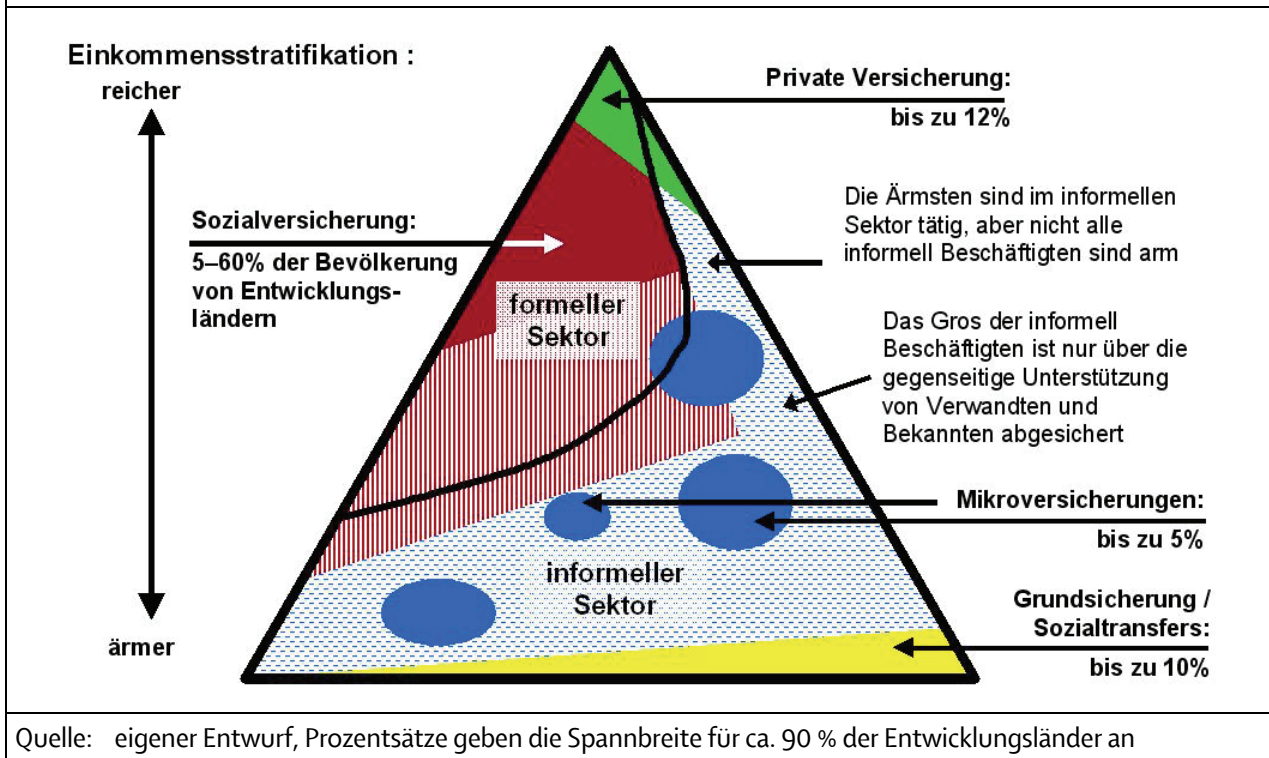 Einkommensstratifikation :
reicher
ärmer
Sozialversicherung:
5–60% der Bevölkerung
von Entwicklungs-
ländern
formeller
Sektor
informeller
Sektor
Private Versicherung:
bis zu 12%
Die Ärmsten sind im informellen
Sektor tätig, aber nicht alle
informell Beschäftigten sind arm
Das Gros der informell
Beschäftigten ist nur über die
gegenseitige Unterstützung
von Verwandten und
Bekannten abgesichert
Mikroversicherungen:
bis zu 5%
Grundsicherung /
Sozialtransfers:
bis zu 10%
Quelle: eigener Entwurf, Prozentsätze geben die Spannbreite für ca. 90 % der Entwicklungsländer an